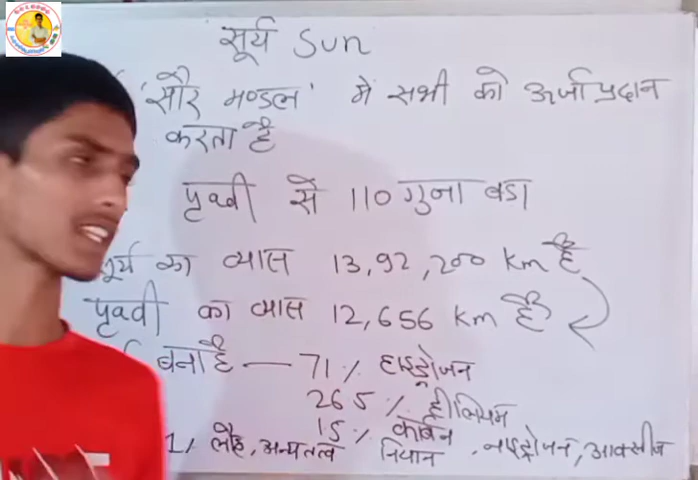 सूर्य Sun
'सौर मण्डल' में सभी को ऊर्जा प्रदान
करता है
पृथ्वी से 110 गुना बडा
सूर्य का व्यास 13,92,200 Km है
पृथ्वी का व्यास 12,656 Km है
बना है — 71% हाइड्रोजन
26 5 % हीलियम
1 5 % कार्बन
1% लौह, अन्य तत्व नियान, नाइट्रोजन, आक्सीज